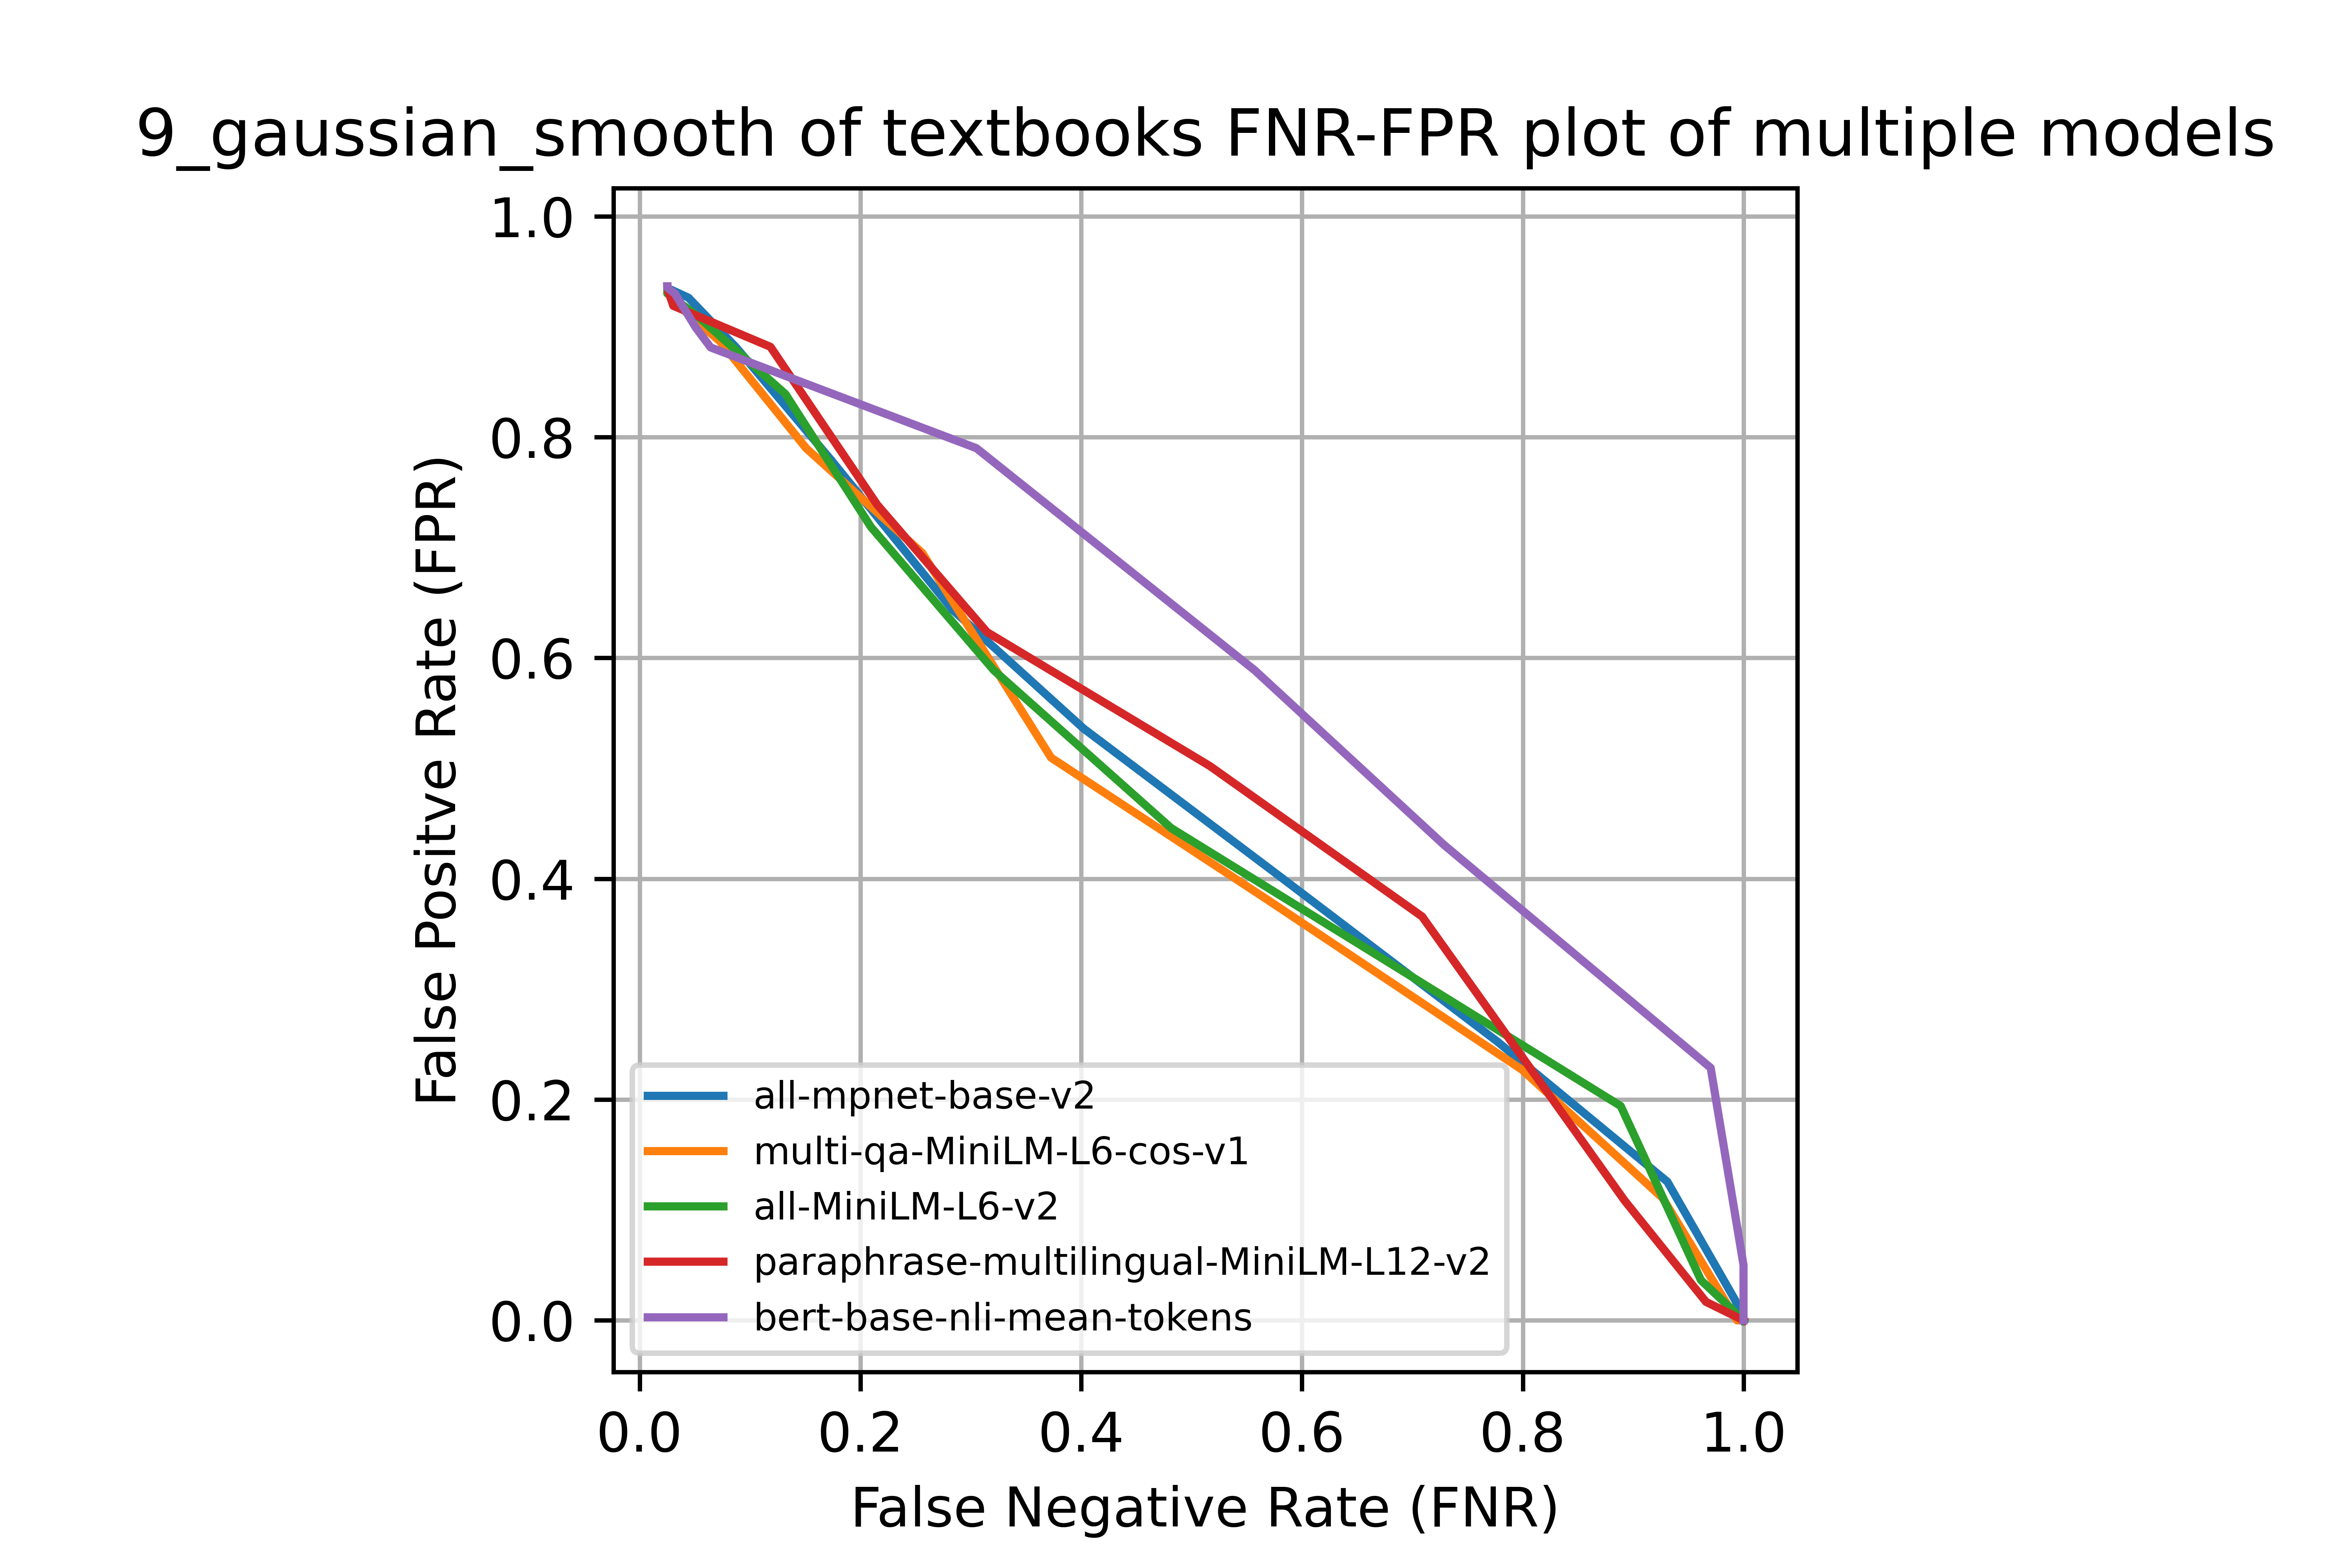 9_gaussian_smooth of textbooks FNR-FPR plot of multiple models
1.0
0.8
0.6
0.4
0.2
0.0
False Positve Rate (FPR)
all-mpnet-base-v2
multi-qa-MiniLM-L6-cos-v1
all-MiniLM-L6-v2
paraphrase-multilingual-MiniLM-L12-v2
bert-base-nli-mean-tokens
0.0 0.2 0.4 0.6 0.8 1.0
False Negative Rate (FNR)